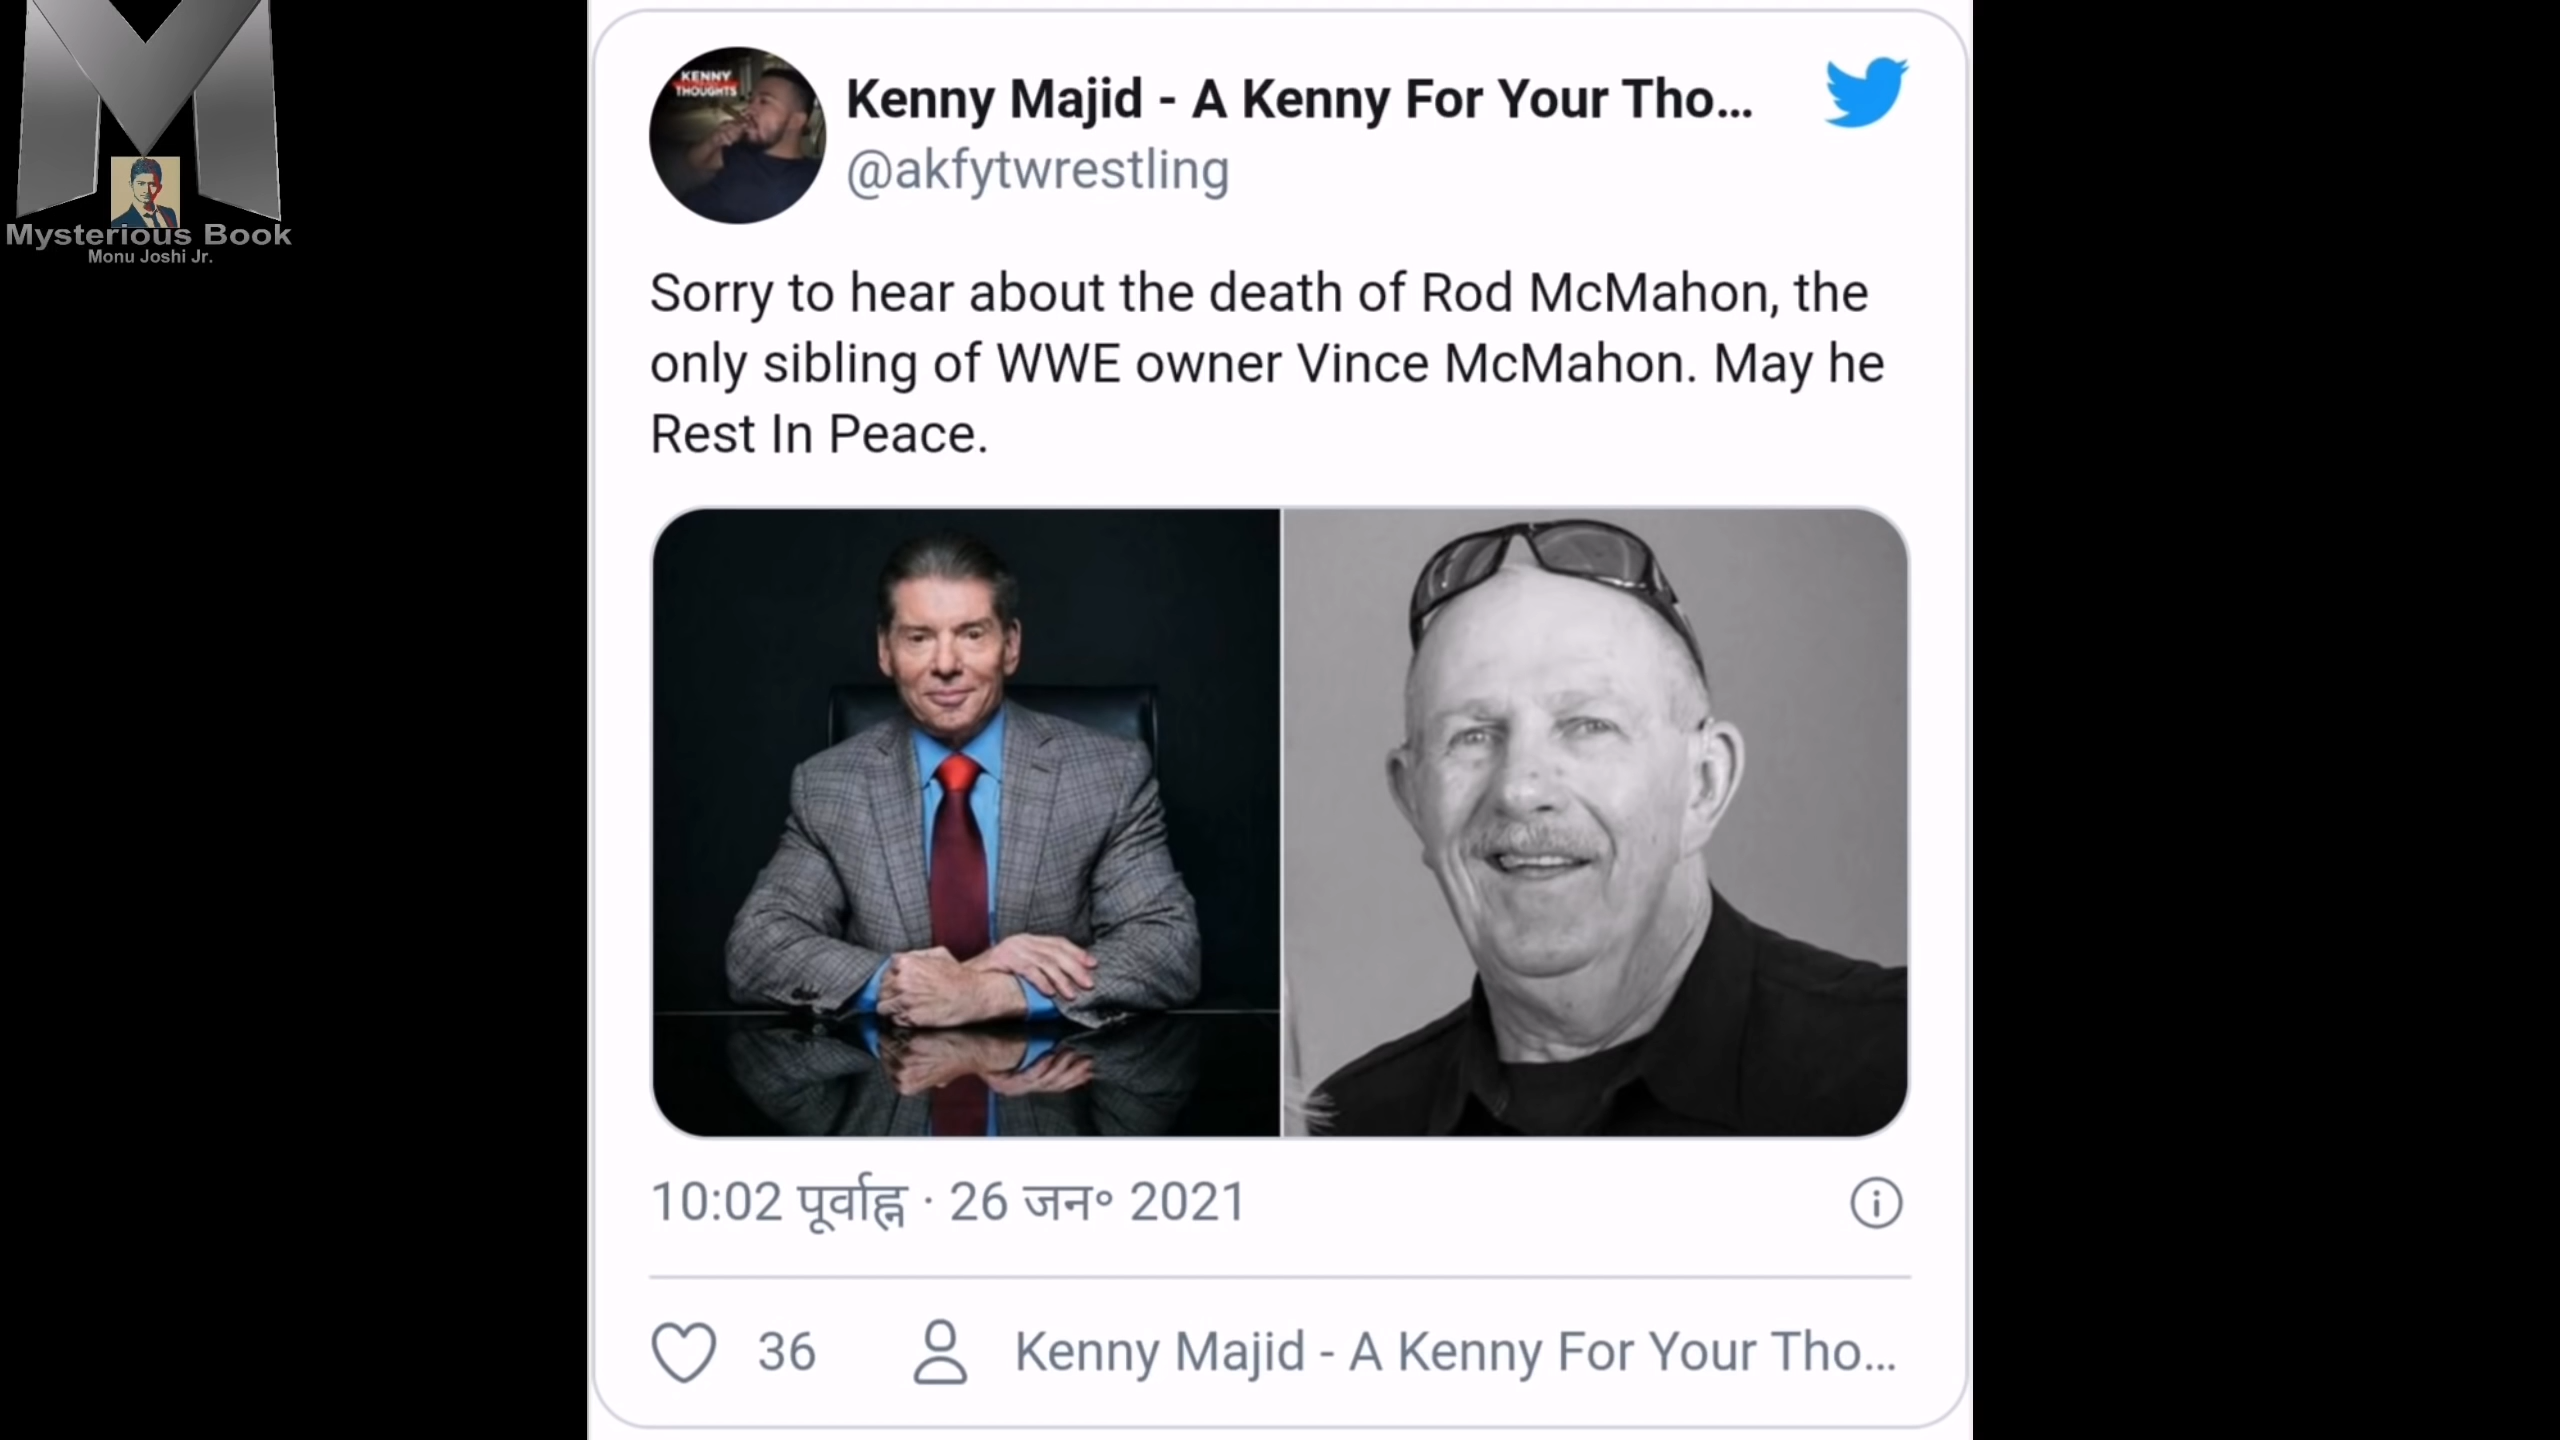 Mysterious Book
Monu Joshi Jr.
KENNY
THOUGHTS
Kenny Majid - A Kenny For Your Tho...
@akfytwrestling
Sorry to hear about the death of Rod McMahon, the
only sibling of WWE owner Vince McMahon. May he
Rest In Peace.
10:02 पूर्वाह्न · 26 जन॰ 2021
36
Kenny Majid - A Kenny For Your Tho...